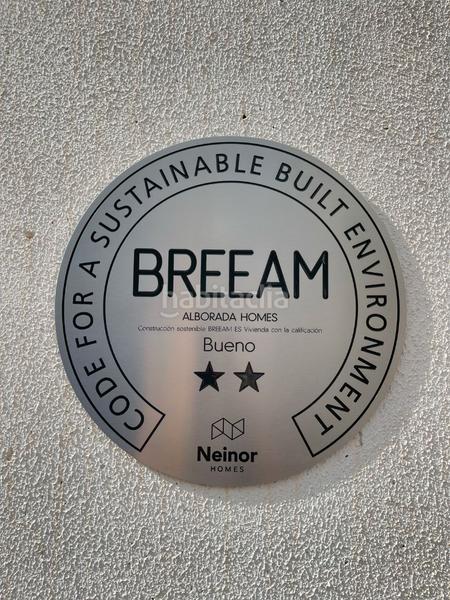 CODE FOR A SUSTAINABLE BUILT ENVIRONMENT
BREEAM
habitaclia
ALBORADA HOMES
Construcción sostenible BREEAM ES Vivienda con la calificación
Bueno
Neinor
HOMES